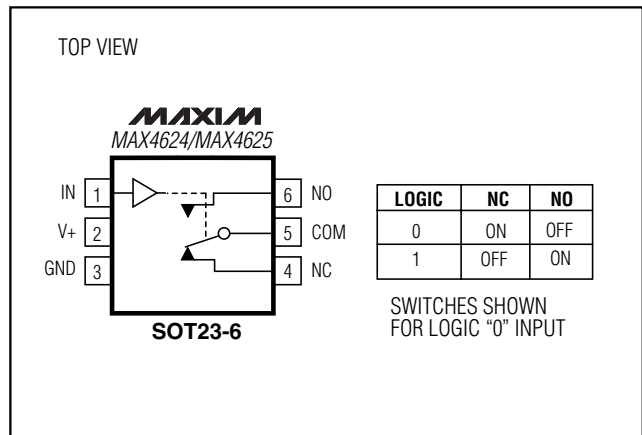 TOP VIEW
MAXIM
MAX4624/MAX4625
IN 1 6 NO
V+ 2 5 COM
GND 3 4 NC
SOT23-6
LOGIC NC NO
0 ON OFF
1 OFF ON
SWITCHES SHOWN
FOR LOGIC “0” INPUT